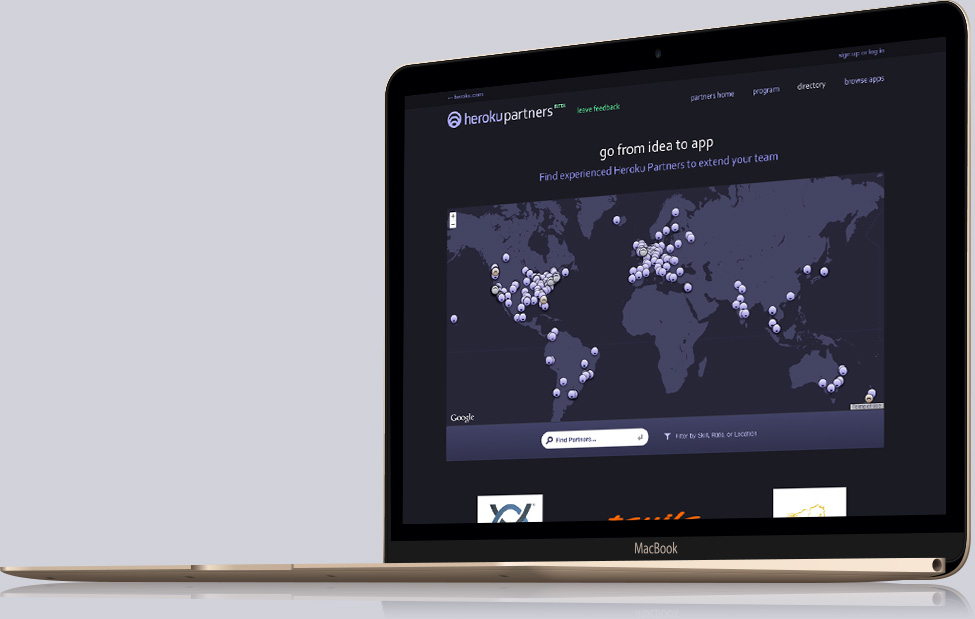 ← heroku.com
sign up or log in
herokupartners BETA
leave feedback
partners home
program
directory
browse apps
go from idea to app
Find experienced Heroku Partners to extend your team
+
−
Google
Find Partners...
Filter by Skill, Role, or Location
MacBook